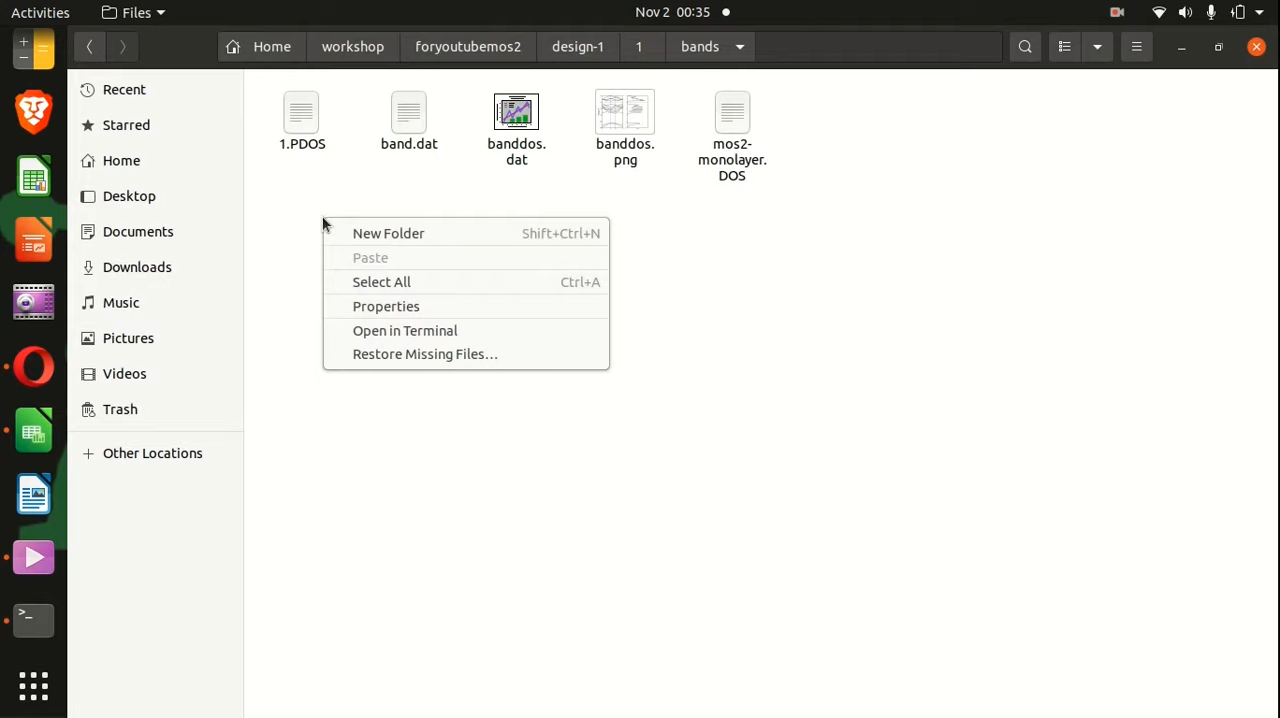 Activities
Files
Nov 2 00:35
Home
workshop
foryoutubemos2
design-1
1
bands
Recent
Starred
Home
Desktop
Documents
Downloads
Music
Pictures
Videos
Trash
Other Locations
1.PDOS
band.dat
banddos.
dat
banddos.
png
mos2-
monolayer.
DOS
New Folder Shift+Ctrl+N
Paste
Select All Ctrl+A
Properties
Open in Terminal
Restore Missing Files…